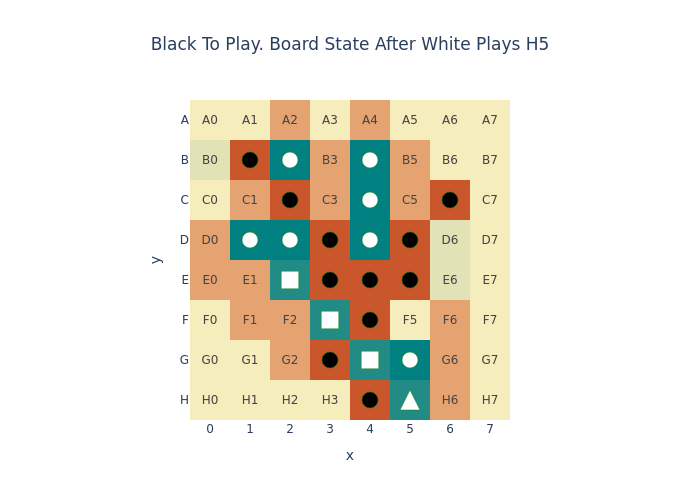 Black To Play. Board State After White Plays H5
A A0 A1 A2 A3 A4 A5 A6 A7
B B0 B3 B5 B6 B7
C C0 C1 C3 C5 C7
D D0 D6 D7
E E0 E1 E6 E7
F F0 F1 F2 F5 F6 F7
G G0 G1 G2 G6 G7
H H0 H1 H2 H3 H6 H7
0 1 2 3 4 5 6 7
x
y